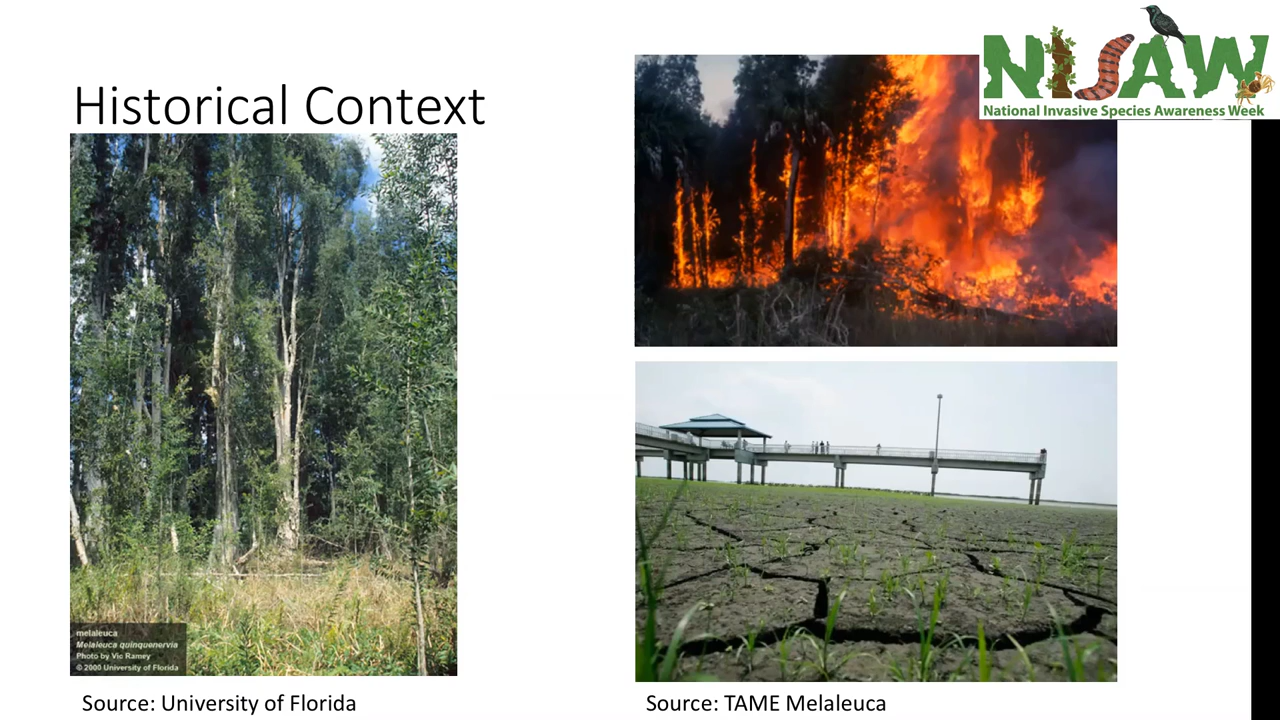 NISAW
National Invasive Species Awareness Week
Historical Context
melaleuca
Melaleuca quinquenervia
Photo by Vic Ramey
© 2000 University of Florida
Source: University of Florida
Source: TAME Melaleuca